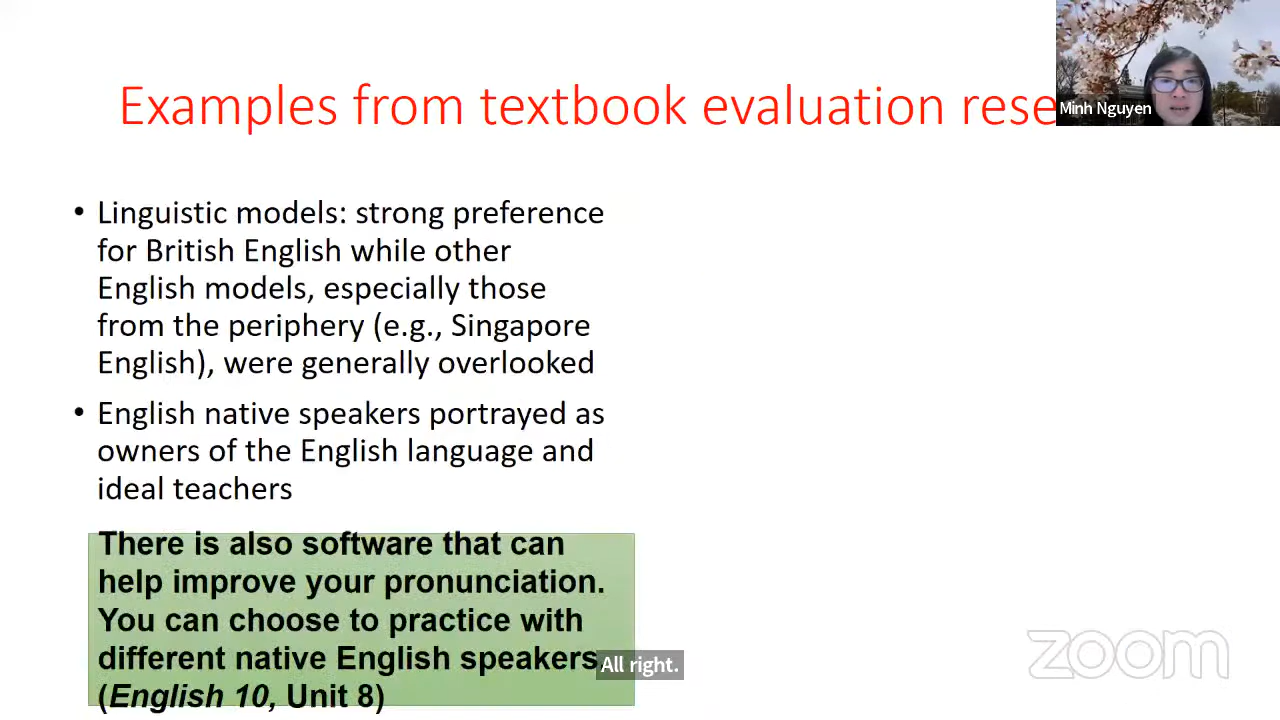 Examples from textbook evaluation rese
Minh Nguyen
• Linguistic models: strong preference
for British English while other
English models, especially those
from the periphery (e.g., Singapore
English), were generally overlooked
• English native speakers portrayed as
owners of the English language and
ideal teachers
There is also software that can
help improve your pronunciation.
You can choose to practice with
different native English speakers
(English 10, Unit 8)
All right.
zoom